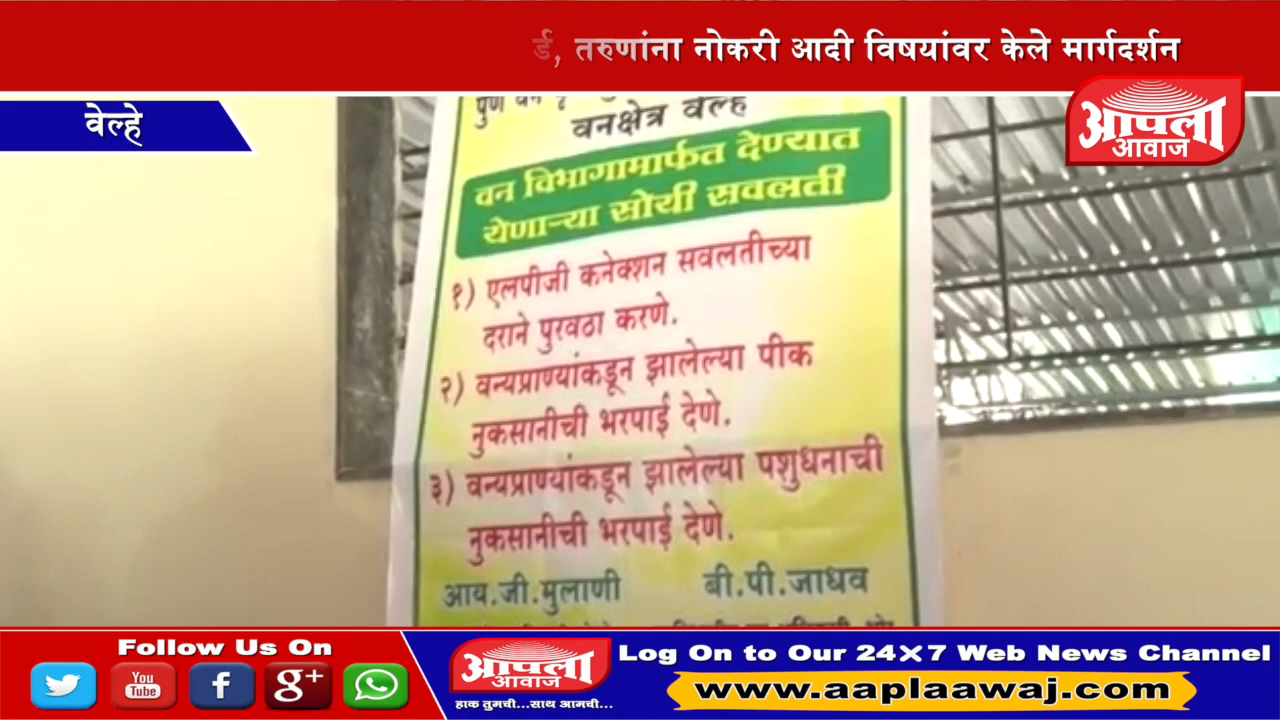 तरुणांना नोकरी आदी विषयांवर केले मार्गदर्शन
वेल्हे
आपला
आवाज
वनक्षेत्र वेल्हे
वन विभागामार्फत देण्यात
येणाऱ्या सोयी सवलती
१) एलपीजी कनेक्शन सवलतीच्या
दराने पुरवठा करणे.
२) वन्यप्राण्यांकडून झालेल्या पीक
नुकसानीची भरपाई देणे.
३) वन्यप्राण्यांकडून झालेल्या पशुधनाची
नुकसानीची भरपाई देणे.
आय.जी.मुलाणी बी.पी.जाधव
Follow Us On
You
Tube
f
g+
आपला
आवाज
हाक तुमची...साथ आमची...
Log On to Our 24×7 Web News Channel
www.aaplaawaj.com